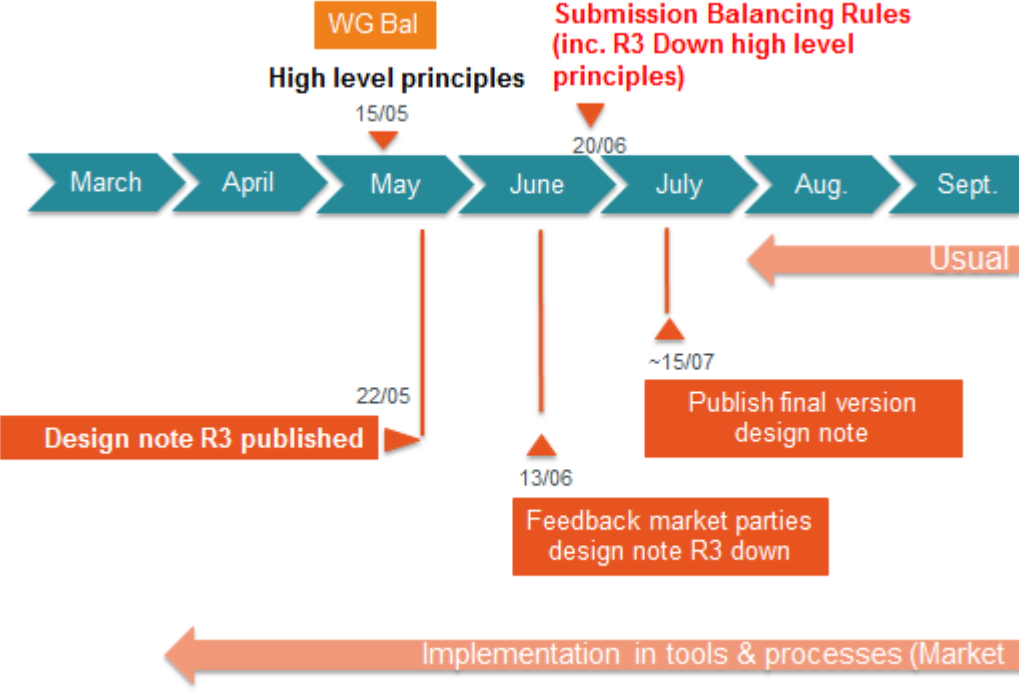 WG Bal
High level principles
15/05
Submission Balancing Rules
(inc. R3 Down high level
principles)
20/06
March
April
May
June
July
Aug.
Sept.
Usual
22/05
Design note R3 published
13/06
Feedback market parties
design note R3 down
~15/07
Publish final version
design note
Implementation in tools & processes (Market